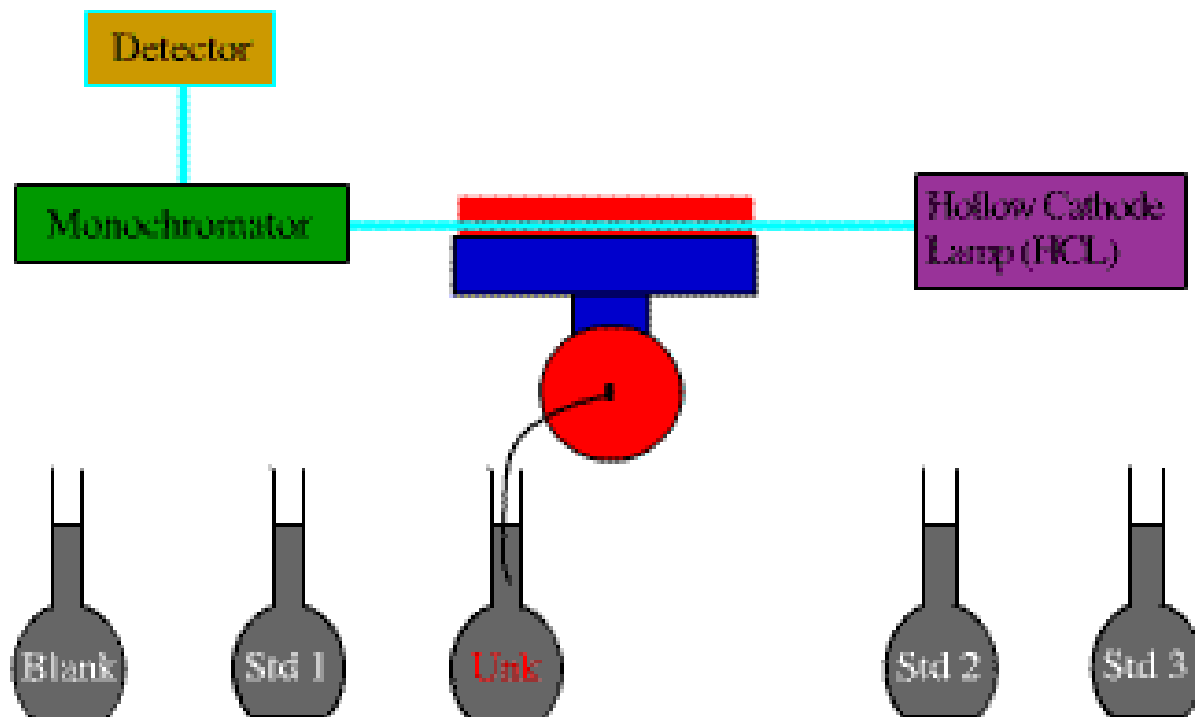 Detector
Monochromator
Hollow Cathode
Lamp (HCL)
Blank
Std 1
Unk
Std 2
Std 3